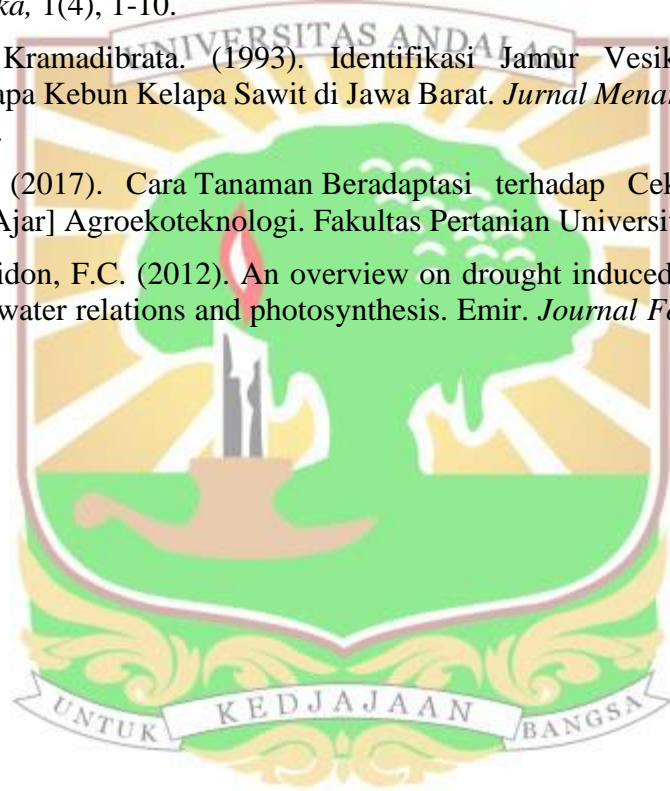 ka, 1(4), 1-10.
UNIVERSITAS ANDALAS
Kramadibrata. (1993). Identifikasi Jamur Vesik
apa Kebun Kelapa Sawit di Jawa Barat. Jurnal Mena
.
(2017). Cara Tanaman Beradaptasi terhadap Cek
Ajar] Agroekoteknologi. Fakultas Pertanian Universi
idon, F.C. (2012). An overview on drought induced
water relations and photosynthesis. Emir. Journal F
UNTUK KEDJAJAAN BANGSA